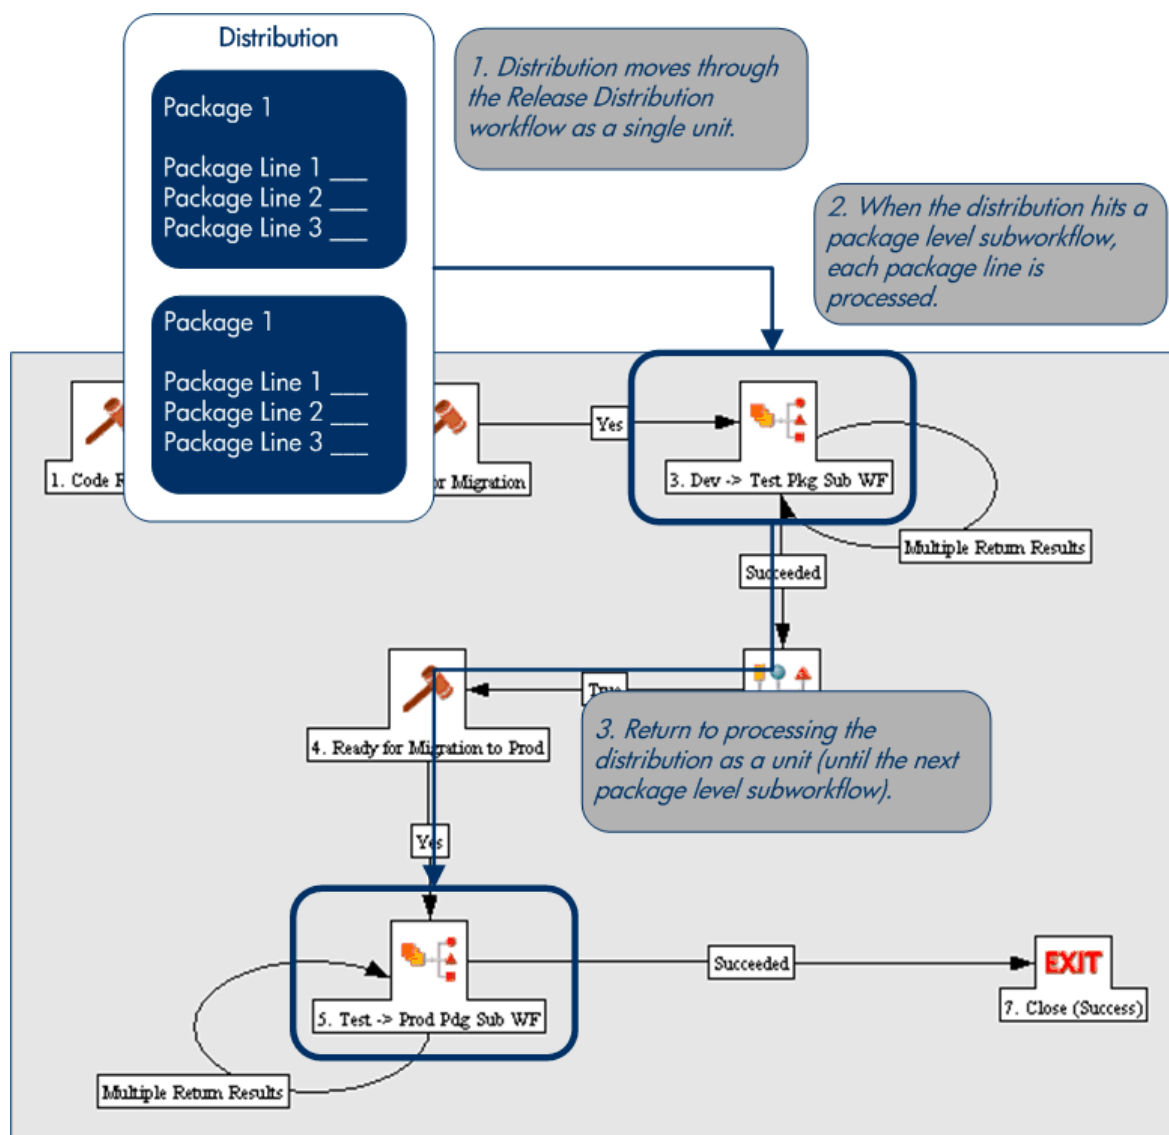 Distribution
Package 1
Package Line 1 ___
Package Line 2 ___
Package Line 3 ___
Package 1
Package Line 1 ___
Package Line 2 ___
Package Line 3 ___
1. Distribution moves through
the Release Distribution
workflow as a single unit.
2. When the distribution hits a
package level subworkflow,
each package line is
processed.
1. Code
or Migration
Yes
3. Dev -> Test Pkg Sub WF
Multiple Return Results
Succeeded
True
4. Ready for Migration to Prod
3. Return to processing the
distribution as a unit (until the next
package level subworkflow).
Yes
5. Test -> Prod Pdg Sub WF
Multiple Return Results
Succeeded
EXIT
7. Close (Success)